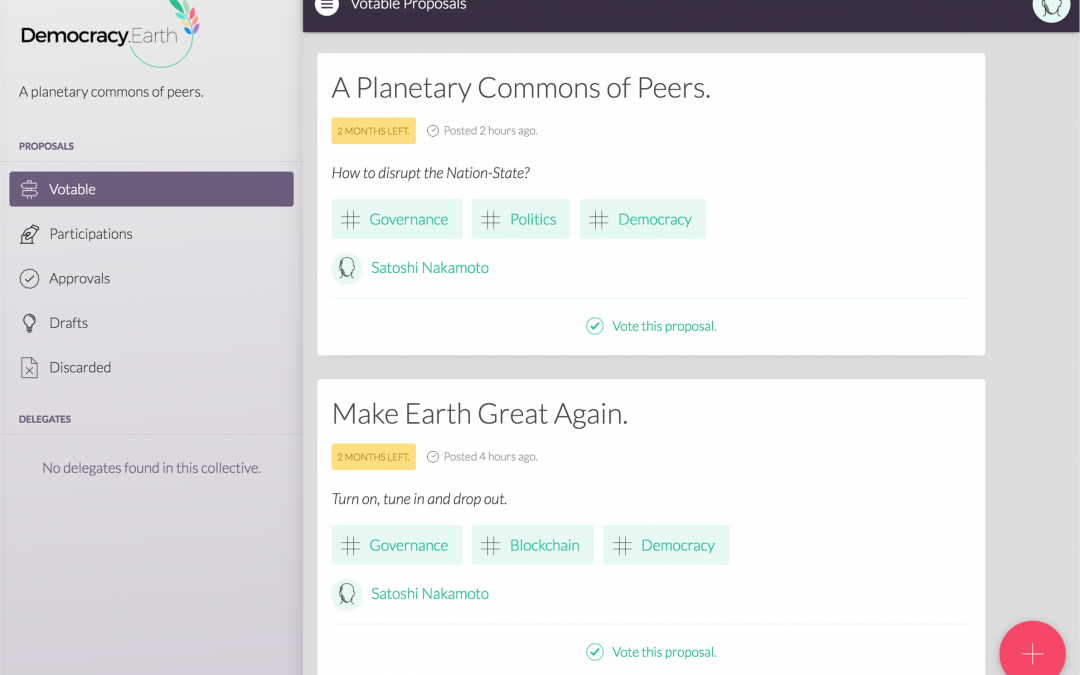 Democracy.Earth
A planetary commons of peers.
PROPOSALS
Votable
Participations
Approvals
Drafts
Discarded
DELEGATES
No delegates found in this collective.
Votable Proposals
A Planetary Commons of Peers.
2 MONTHS LEFT.
Posted 2 hours ago.
How to disrupt the Nation-State?
Governance
Politics
Democracy
Satoshi Nakamoto
Vote this proposal.
Make Earth Great Again.
2 MONTHS LEFT.
Posted 4 hours ago.
Turn on, tune in and drop out.
Governance
Blockchain
Democracy
Satoshi Nakamoto
Vote this proposal.